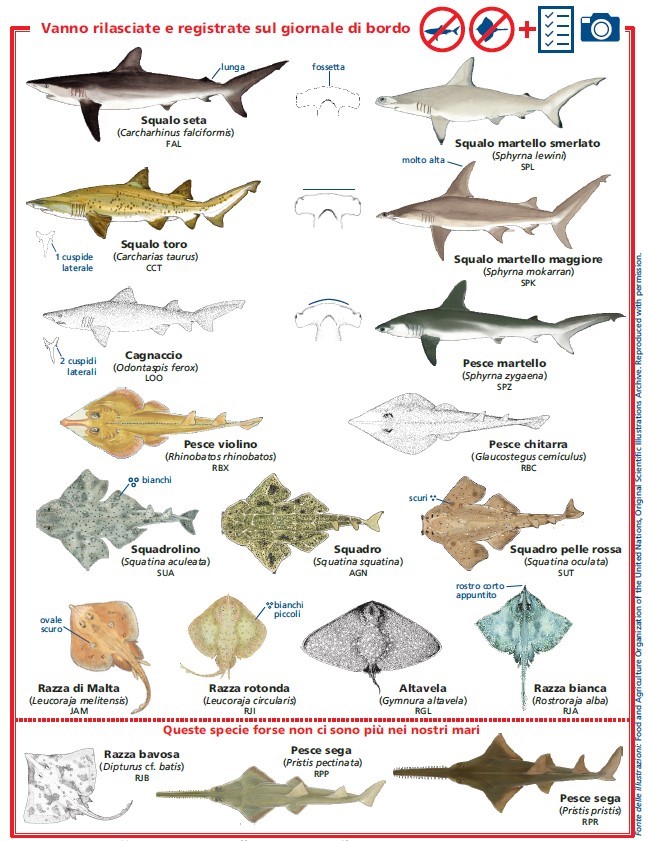 Vanno rilasciate e registrate sul giornale di bordo
lunga
Squalo seta
(Carcharhinus falciformis)
FAL
fossetta
Squalo martello smerlato
(Sphyrna lewini)
SPL
1 cuspide
laterale
Squalo toro
(Carcharias taurus)
CCT
molto alta
Squalo martello maggiore
(Sphyrna mokarran)
SPK
2 cuspidi
laterali
Cagnaccio
(Odontaspis ferox)
LOO
Pesce martello
(Sphyrna zygaena)
SPZ
Pesce violino
(Rhinobatos rhinobatos)
RBX
Pesce chitarra
(Glaucostegus cemiculus)
RBC
bianchi
Squadrolino
(Squatina aculeata)
SUA
Squadro
(Squatina squatina)
AGN
scuri
Squadro pelle rossa
(Squatina oculata)
SUT
ovale
scuro
Razza di Malta
(Leucoraja melitensis)
JAM
bianchi
piccoli
Razza rotonda
(Leucoraja circularis)
RJI
Altavela
(Gymnura altavela)
RGL
rostro corto
appuntito
Razza bianca
(Rostroraja alba)
RJA
Queste specie forse non ci sono più nei nostri mari
Razza bavosa
(Dipturus cf. batis)
RJB
Pesce sega
(Pristis pectinata)
RPP
Pesce sega
(Pristis pristis)
RPR
Fonte delle illustrazioni: Food and Agriculture Organization of the United Nations, Original Scientific Illustrations Archive. Reproduced with permission.